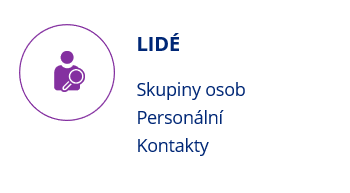 LIDÉ
Skupiny osob
Personální
Kontakty